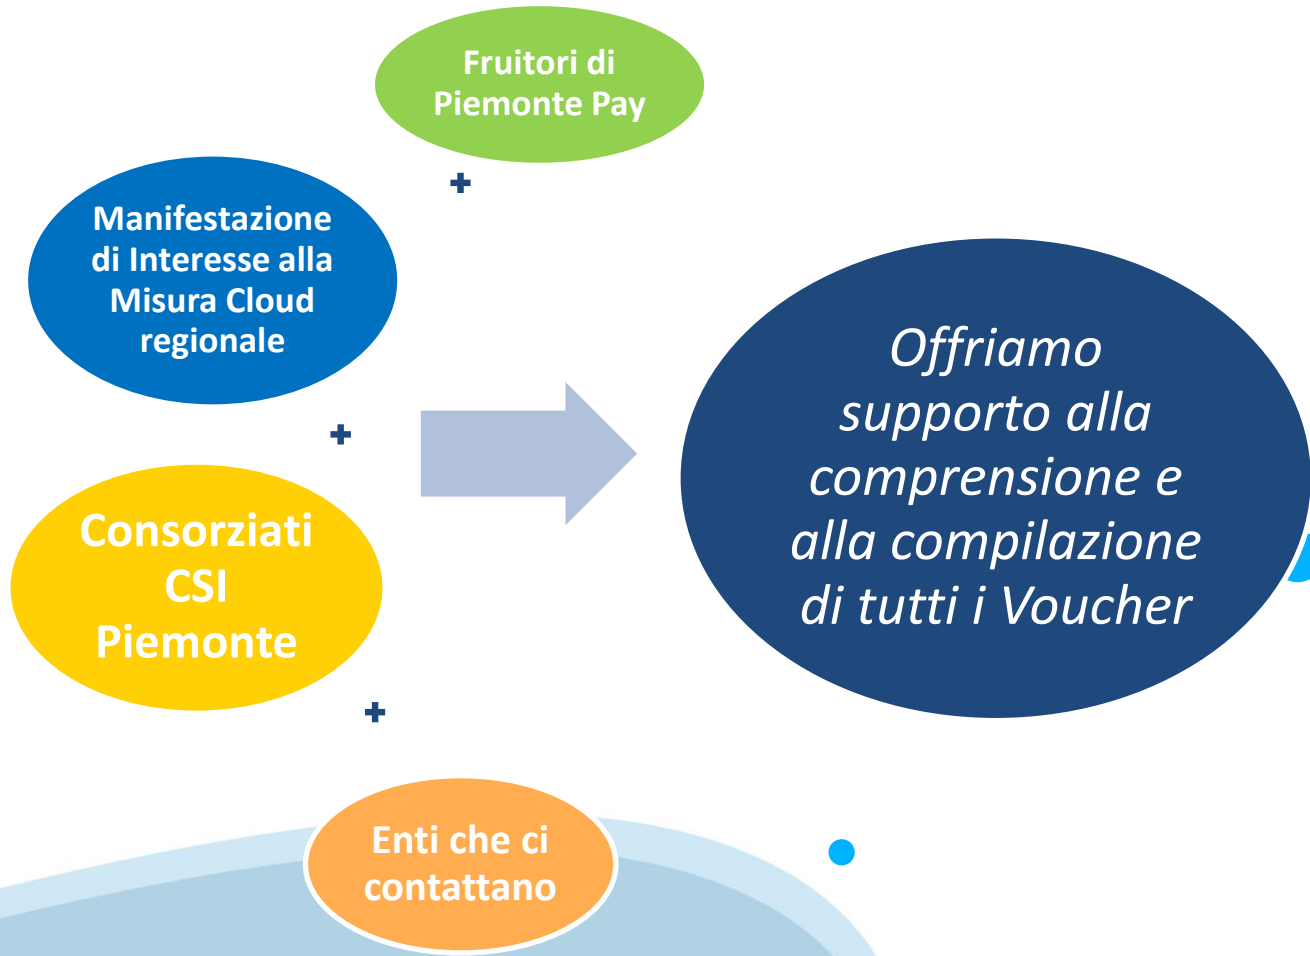 Fruitori di
Piemonte Pay
+
Manifestazione
di Interesse alla
Misura Cloud
regionale
+
Consorziati
CSI
Piemonte
+
Enti che ci
contattano
Offriamo
supporto alla
comprensione e
alla compilazione
di tutti i Voucher